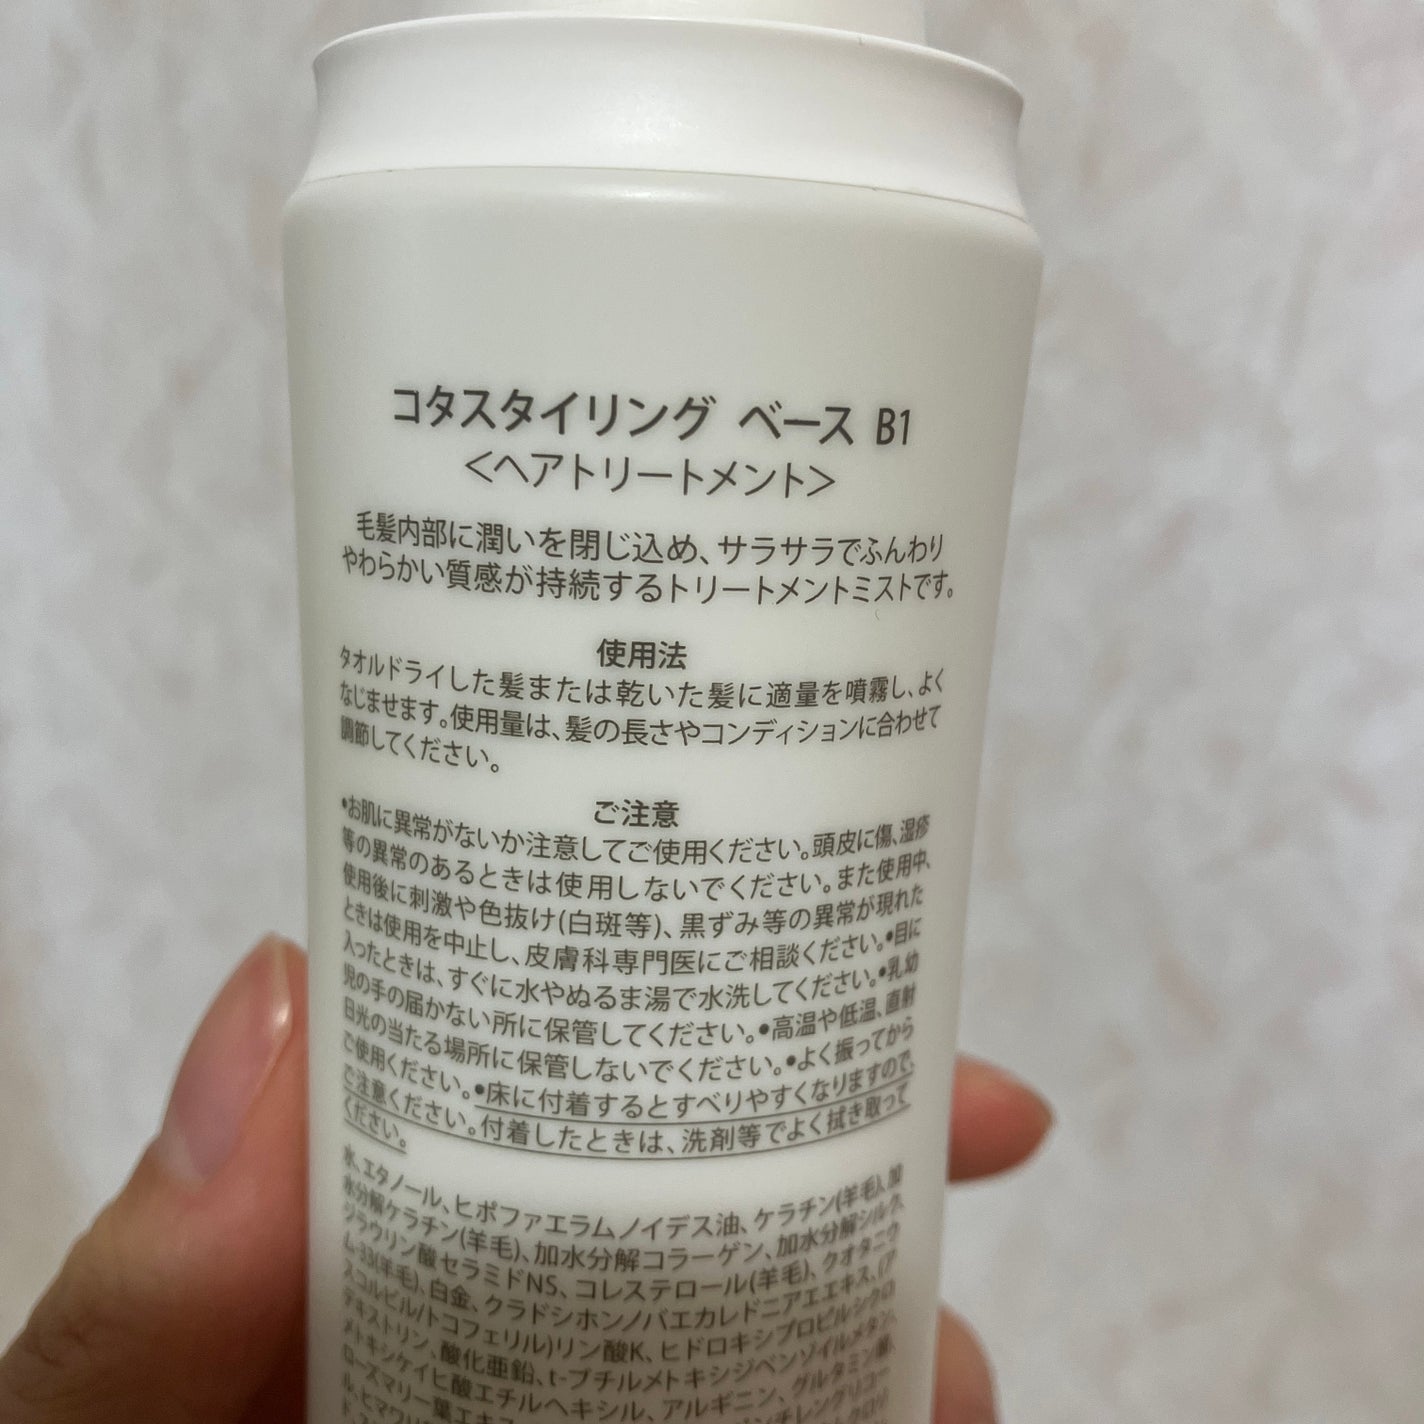 コタスタイリング ベース B1
<ヘアトリートメント>
毛髪内部に潤いを閉じ込め、サラサラでふんわり
やわらかい質感が持続するトリートメントミストです。
使用法
タオルドライした髪または乾いた髪に適量を噴霧し、よく
なじませます。使用量は、髪の長さやコンディションに合わせて
調節してください。
ご注意
•お肌に異常がないか注意してご使用ください。頭皮に傷、湿疹
等の異常のあるときは使用しないでください。また使用中、
使用後に刺激や色抜け(白斑等)、黒ずみ等の異常が現れた
ときは使用を中止し、皮膚科専門医にご相談ください。•目に
入ったときは、すぐに水やぬるま湯で水洗してください。•乳幼
児の手の届かない所に保管してください。•高温や低温、直射
日光の当たる場所に保管しないでください。•よく振ってから
ご使用ください。•床に付着するとすべりやすくなりますので、
ご注意ください。付着したときは、洗剤等でよく拭き取って
ください。
水、エタノール、ヒポファエラムノイデス油、ケラチン(羊毛)、加
水分解ケラチン(羊毛)、加水分解コラーゲン、加水分解シルク、
ジラウリン酸セラミドNS、コレステロール(羊毛)、クオタニウ
ム-33(羊毛)、白金、クラドシホンノバエカレドニアエエキス、(ア
スコルビル/トコフェリル)リン酸K、ヒドロキシプロピルシクロ
デキストリン、酸化亜鉛、t-ブチルメトキシジベンゾイルメタン、
メトキシケイヒ酸エチルヘキシル、アルギニン、グルタミン酸、
ローズマリー葉エキス